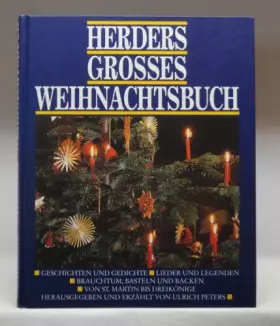 HERDERS
GROSSES
WEIHNACHTSBUCH
■ GESCHICHTEN UND GEDICHTE ■ LIEDER UND LEGENDEN
■ BRAUCHTUM, BASTELN UND BACKEN
■ VON ST. MARTIN BIS DREIKÖNIGE
HERAUSGEGEBEN UND ERZÄHLT VON ULRICH PETERS ■